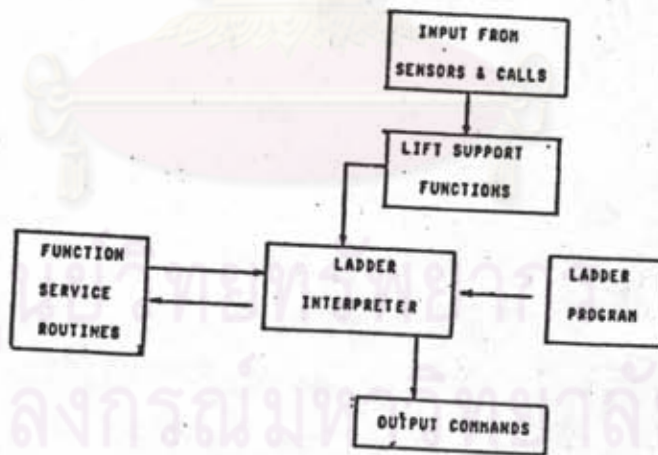 INPUT FROM
SENSORS & CALLS
LIFT SUPPORT
FUNCTIONS
FUNCTION
SERVICE
ROUTINES
LADDER
INTERPRETER
LADDER
PROGRAM
OUTPUT COMMANDS